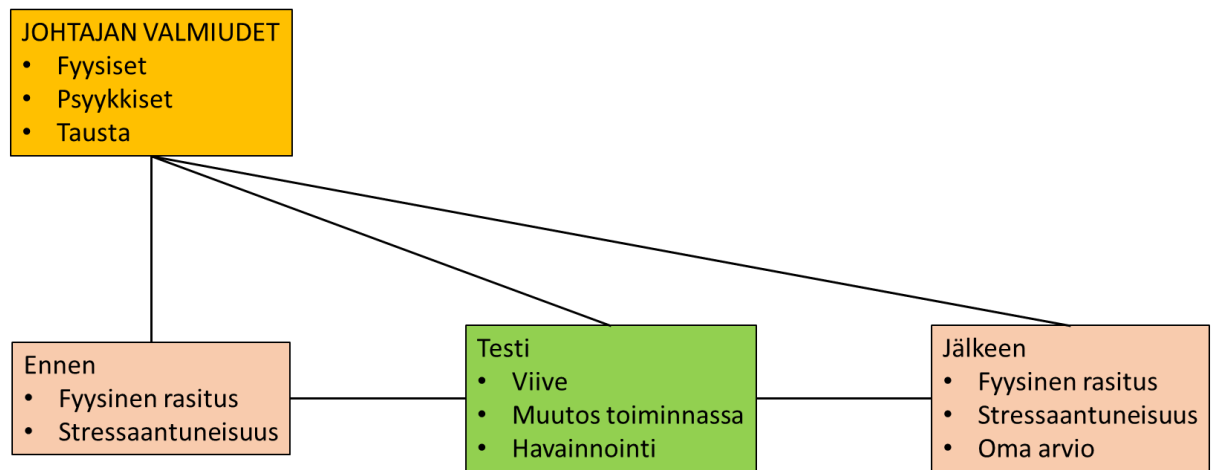 JOHTAJAN VALMIUDET
• Fyysiset
• Psyykkiset
• Tausta
Ennen
• Fyysinen rasitus
• Stressaantuneisuus
Testi
• Viive
• Muutos toiminnassa
• Havainnointi
Jälkeen
• Fyysinen rasitus
• Stressaantuneisuus
• Oma arvio